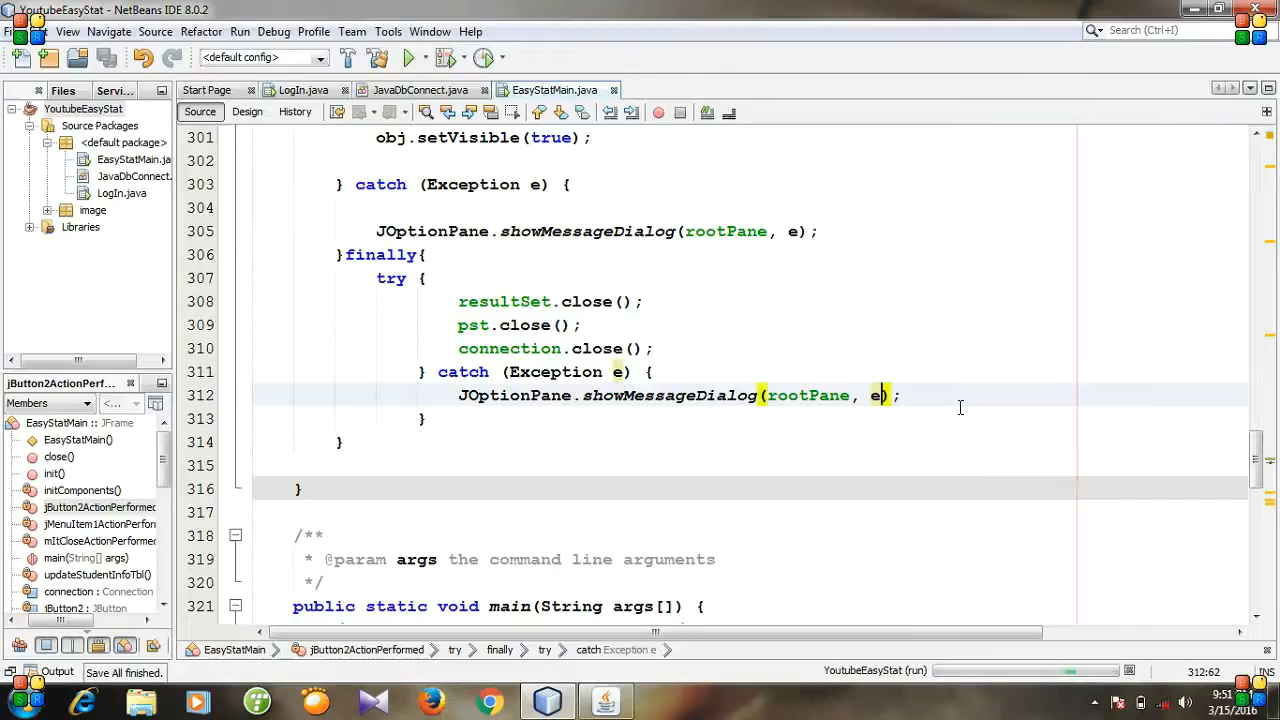 YoutubeEasyStat - NetBeans IDE 8.0.2
View Navigate Source Refactor Run Debug Profile Team Tools Window Help
Search (Ctrl+I)
<default config>
Files Servi...
Start Page LogIn.java JavaDbConnect.java EasyStatMain.java
Source Design History
YoutubeEasyStat
Source Packages
<default package>
EasyStatMain.ja
JavaDbConnect.
LogIn.java
image
Libraries
301 obj.setVisible(true);
302
303 } catch (Exception e) {
304
305 JOptionPane.showMessageDialog(rootPane, e);
306 }finally{
307 try {
308 resultSet.close();
309 pst.close();
310 connection.close();
311 } catch (Exception e) {
312 JOptionPane.showMessageDialog(rootPane, e);
313 }
314 }
315
316 }
317
318 /**
319 * @param args the command line arguments
320 */
321 public static void main(String args[]) {
jButton2ActionPerf...
Members <...>
EasyStatMain :: JFrame
EasyStatMain()
close()
init()
initComponents()
jButton2ActionPerformed
jMenuItem1ActionPerform
mItCloseActionPerformed
main(String[] args)
updateStudentInfoTbl()
connection :
jButton2 : JButton
EasyStatMain jButton2ActionPerformed try finally try catch Exception e
Output Save All finished. YoutubeEasyStat (run) 312:62 INS
9:51
3/15/2016